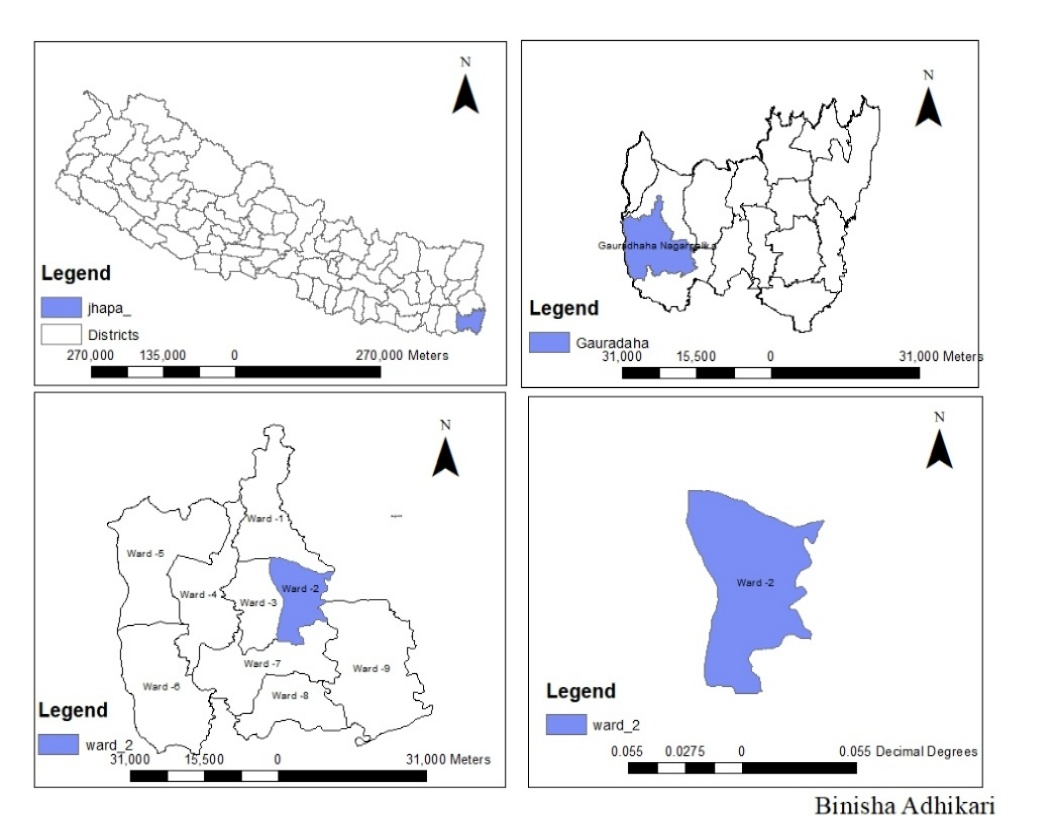 N
Legend
jhapa_
Districts
270,000 135,000 0 270,000 Meters
N
Gauradhaha Nagarpalika
Legend
Gauradaha
31,000 15,500 0 31,000 Meters
N
Ward -1
Ward -5
Ward -2
Ward -4
Ward -3
Ward -7
Ward -9
Ward -6
Ward -8
Legend
ward_2
31,000 15,500 0 31,000 Meters
N
Ward -2
Legend
ward_2
0.055 0.0275 0 0.055 Decimal Degrees
Binisha Adhikari